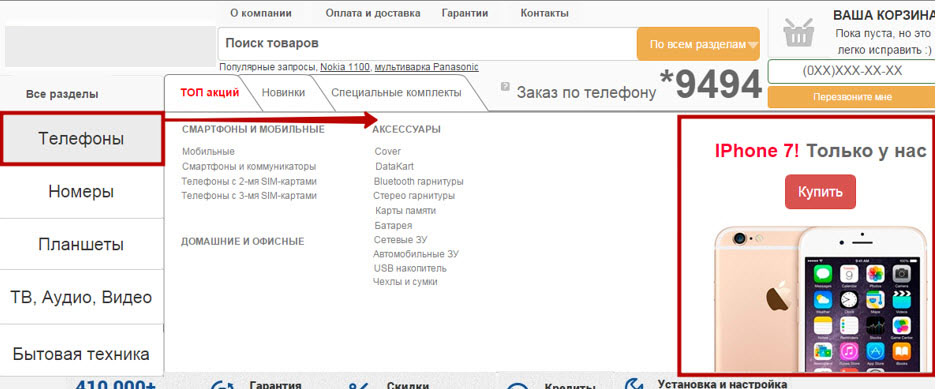 О компании Оплата и доставка Гарантии Контакты
ВАША КОРЗИНА
Поиск товаров По всем разделам
Пока пуста, но это
легко исправить :)
Популярные запросы, Nokia 1100, мультиварка Panasonic
(0XX)XXX-XX-XX
Все разделы ТОП акций Новинки Специальные комплекты ? Заказ по телефону *9494
Перезвоните мне
Телефоны
СМАРТФОНЫ И МОБИЛЬНЫЕ
Мобильные
Смартфоны и коммуникаторы
Телефоны с 2-мя SIM-картами
Телефоны с 3-мя SIM-картами
ДОМАШНИЕ И ОФИСНЫЕ
АКСЕССУАРЫ
Cover
DataKart
Bluetooth гарнитуры
Стерео гарнитуры
Карты памяти
Батарея
Сетевые ЗУ
Автомобильные ЗУ
USB накопитель
Чехлы и сумки
IPhone 7! Только у нас
Купить
Номеры
Планшеты
ТВ, Аудио, Видео
Бытовая техника
410 000+ Гарантия Скидки Кредиты Установка и настройка